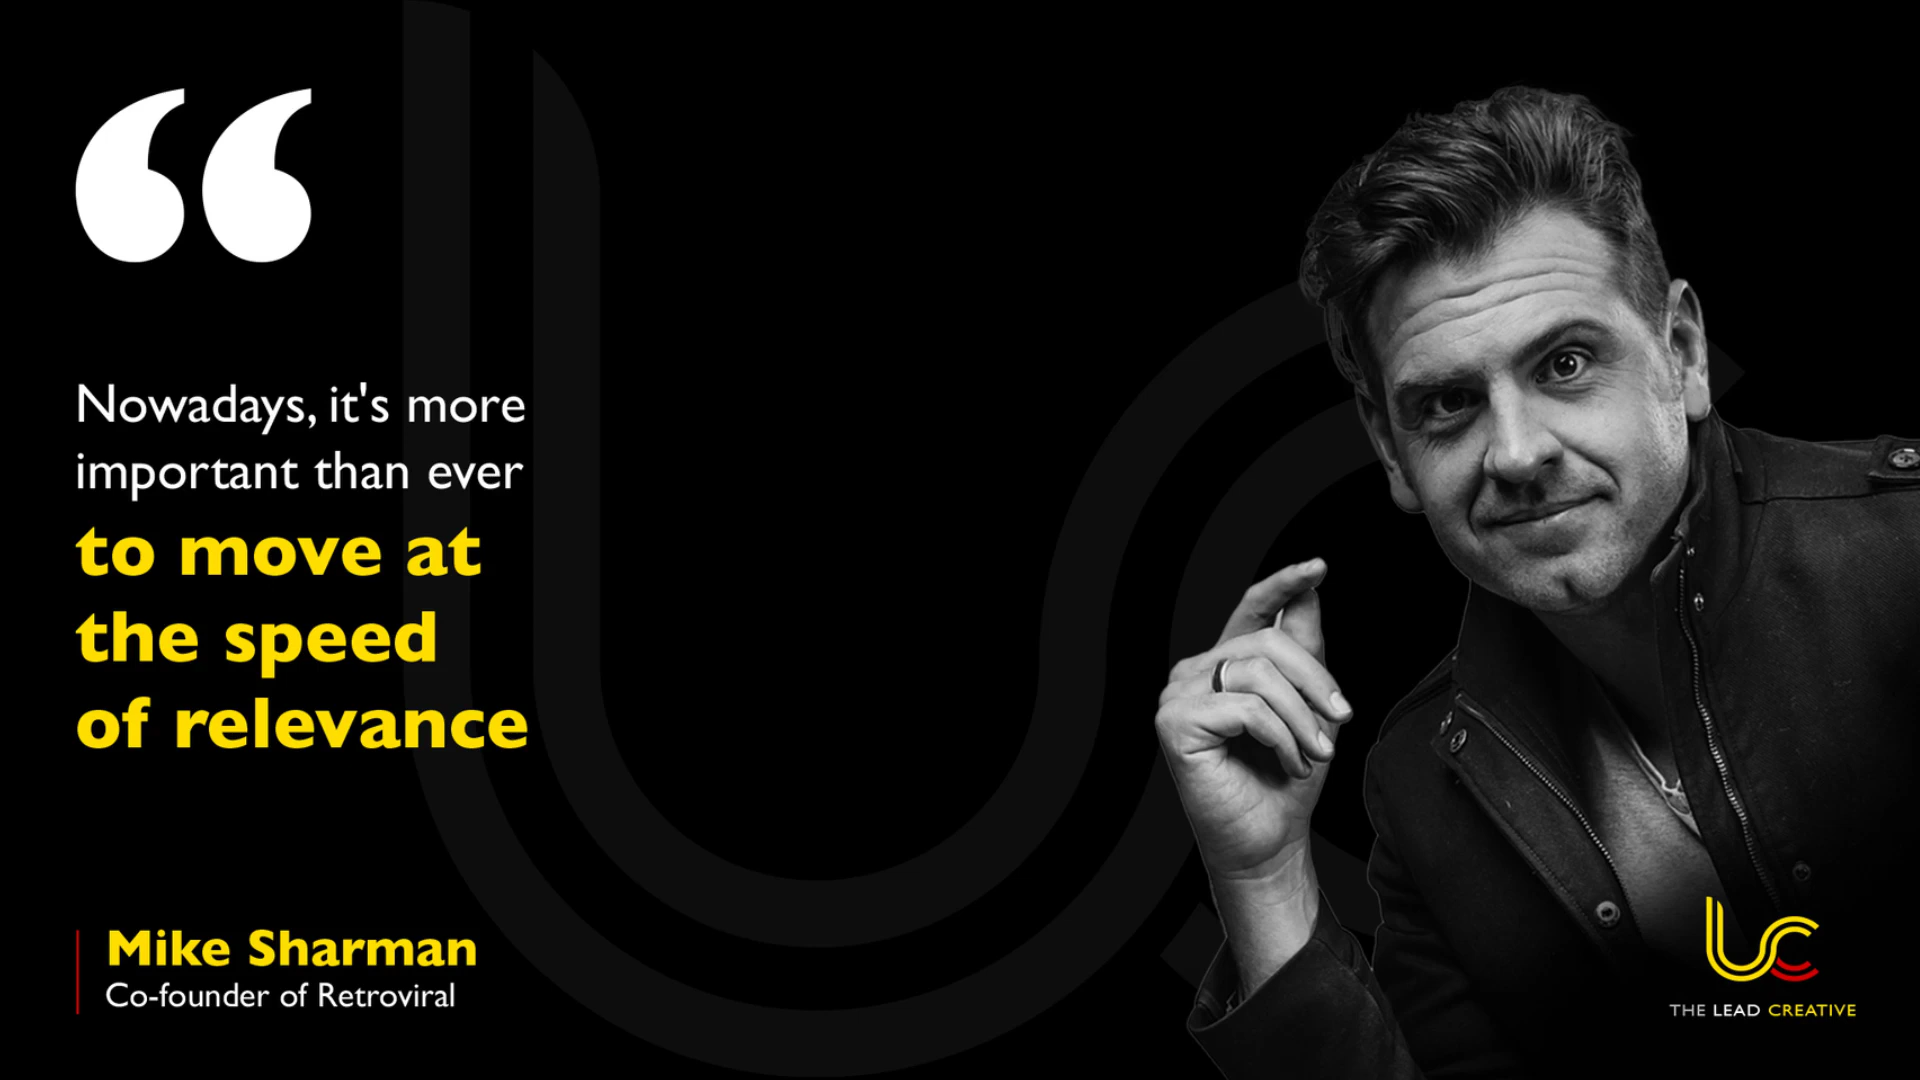 “
Nowadays, it's more
important than ever
to move at
the speed
of relevance
Mike Sharman
Co-founder of Retroviral
LC
THE LEAD CREATIVE